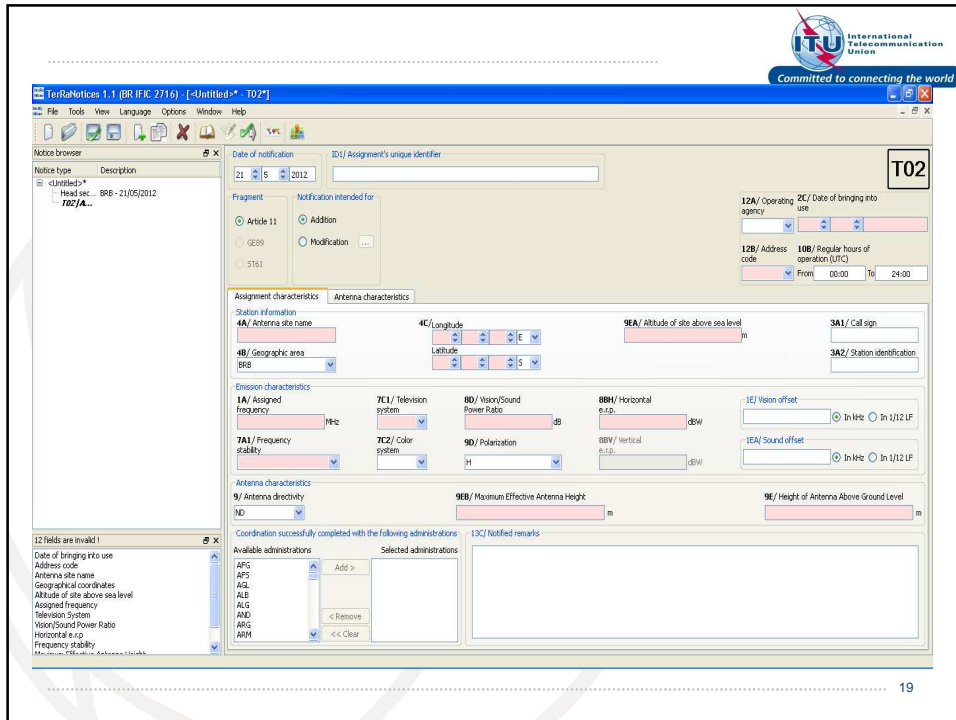 International
Telecommunication
Union
ITU
Committed to connecting the world
TerRaNotices 1.1 (BR IFIC 2716) - [<Untitled>* - T02*]
File Tools View Language Options Window Help
Notice browser
Notice type Description
<Untitled>*
Head sec... BRB - 21/05/2012
T02/A...
Date of notification
21 5 2012
ID1/ Assignment's unique identifier
T02
Fragment
Article 11
GE89
ST61
Notification intended for
Addition
Modification ...
12A/ Operating agency
2C/ Date of bringing into use
12B/ Address code
10B/ Regular hours of operation (UTC)
From 00:00 To 24:00
Assignment characteristics Antenna characteristics
Station information
4A/ Antenna site name
4C/ Longitude
E
9EA/ Altitude of site above sea level
m
3A1/ Call sign
4B/ Geographic area
BRB
Latitude
S
3A2/ Station identification
Emission characteristics
1A/ Assigned frequency
MHz
7C1/ Television system
8D/ Vision/Sound Power Ratio
dB
8BH/ Horizontal e.r.p.
dBW
1E/ Vision offset
In kHz In 1/12 LF
7A1/ Frequency stability
7C2/ Color system
9D/ Polarization
H
8BV/ Vertical e.r.p.
dBW
1EA/ Sound offset
In kHz In 1/12 LF
Antenna characteristics
9/ Antenna directivity
ND
9EB/ Maximum Effective Antenna Height
m
9E/ Height of Antenna Above Ground Level
m
12 fields are invalid !
Date of bringing into use
Address code
Antenna site name
Geographical coordinates
Altitude of site above sea level
Assigned frequency
Television System
Vision/Sound Power Ratio
Horizontal e.r.p
Frequency stability
Maximum Effective Antenna Height
Coordination successfully completed with the following administrations
Available administrations Selected administrations
AFG
AFS
AGL
ALB
ALG
AND
ARG
ARM
Add >
< Remove
<< Clear
13C/ Notified remarks
19